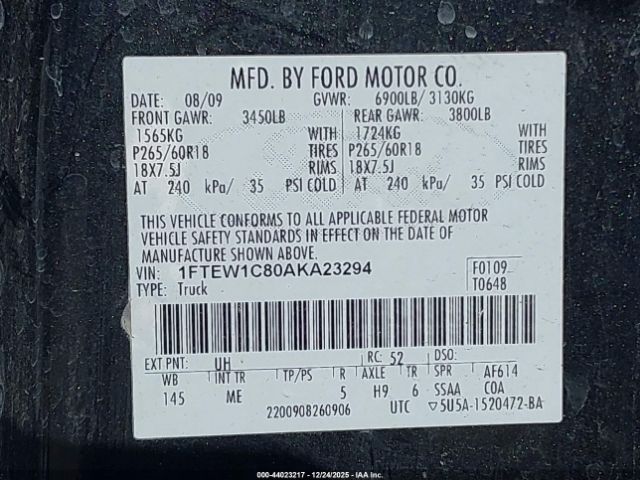 MFD. BY FORD MOTOR CO.
DATE: 08/09 GVWR: 6900LB/ 3130KG
FRONT GAWR: 3450LB REAR GAWR: 3800LB
1565KG WITH 1724KG WITH
P265/60R18 TIRES P265/60R18 TIRES
18X7.5J RIMS 18X7.5J RIMS
AT 240 kPa/ 35 PSI COLD AT 240 kPa/ 35 PSI COLD
THIS VEHICLE CONFORMS TO ALL APPLICABLE FEDERAL MOTOR
VEHICLE SAFETY STANDARDS IN EFFECT ON THE DATE OF
MANUFACTURE SHOWN ABOVE.
VIN: 1FTEW1C80AKA23294 F0109
TYPE: Truck T0648
EXT PNT: UH RC: 52 DSO:
WB INT TR TP/PS R AXLE TR SPR AF614
145 ME 5 H9 6 SSAA COA
2200908260906 UTC ▽5U5A-1520472-BA
000-44023217 - 12/24/2025 - IAAI.CA